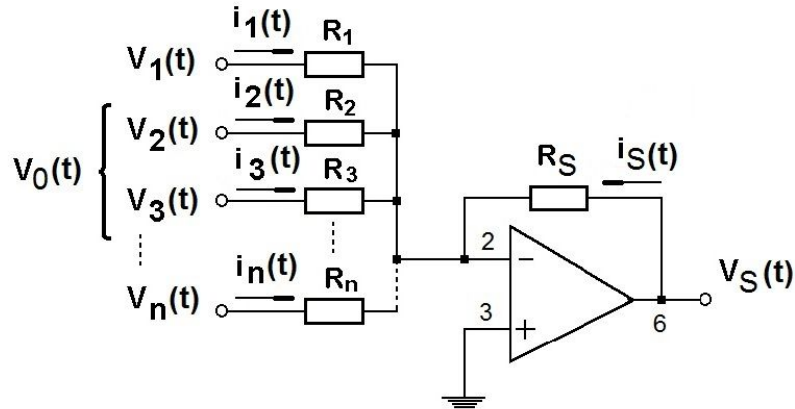 i1(t) R1
V1(t)
i2(t) R2
V2(t)
V0(t)
i3(t) R3
V3(t)
RS iS(t)
in(t) Rn
Vn(t)
2 −
3 +
6
VS(t)